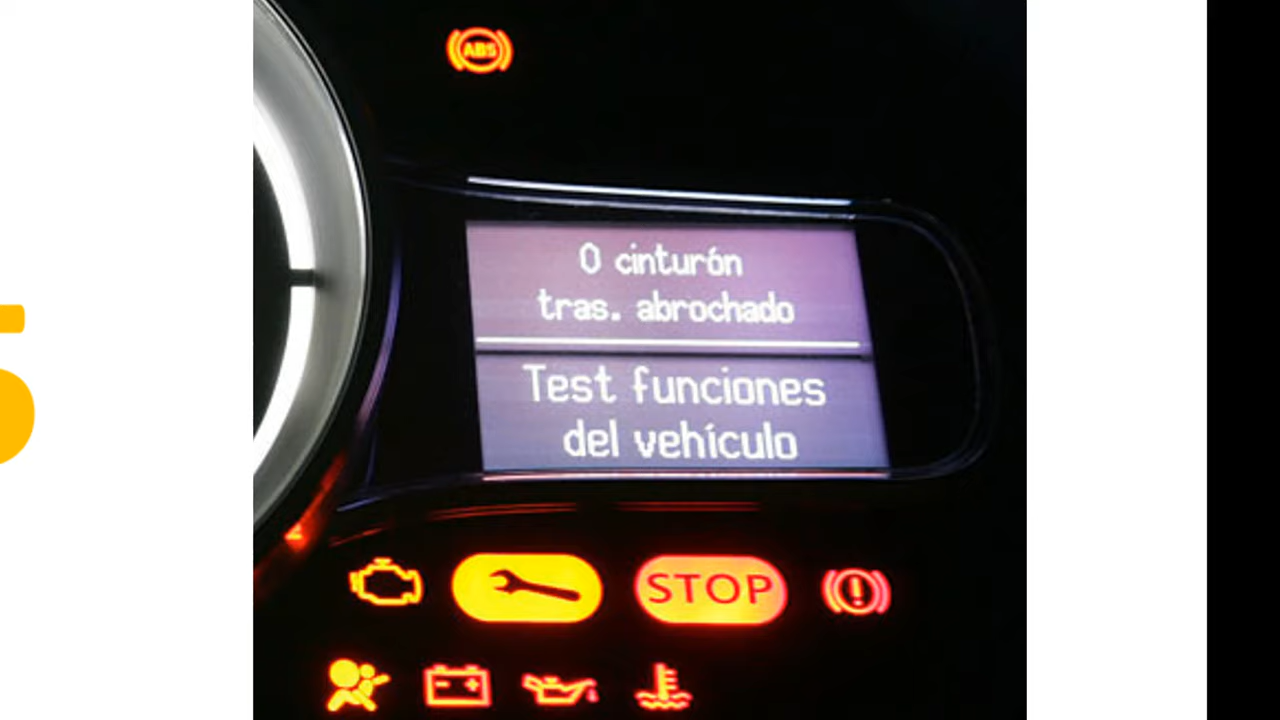 ABS
0 cinturón
tras. abrochado
Test funciones
del vehículo
STOP